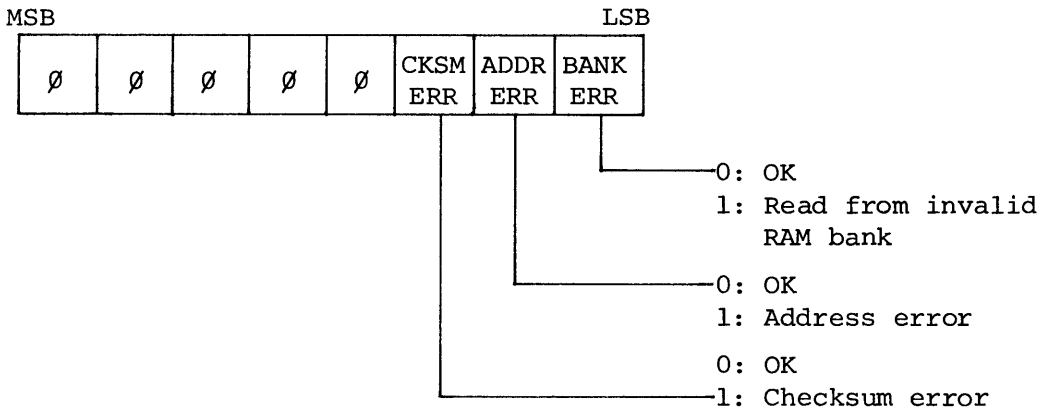 MSB LSB
Ø Ø Ø Ø Ø CKSM ERR ADDR ERR BANK ERR
0: OK
1: Read from invalid
RAM bank
0: OK
1: Address error
0: OK
1: Checksum error